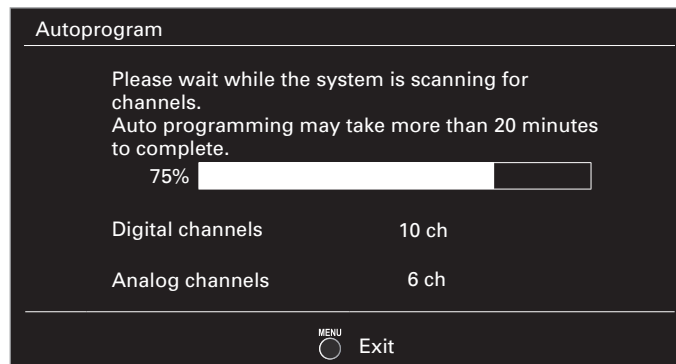 Autoprogram
Please wait while the system is scanning for
channels.
Auto programming may take more than 20 minutes
to complete.
75%
Digital channels 10 ch
Analog channels 6 ch
MENU Exit